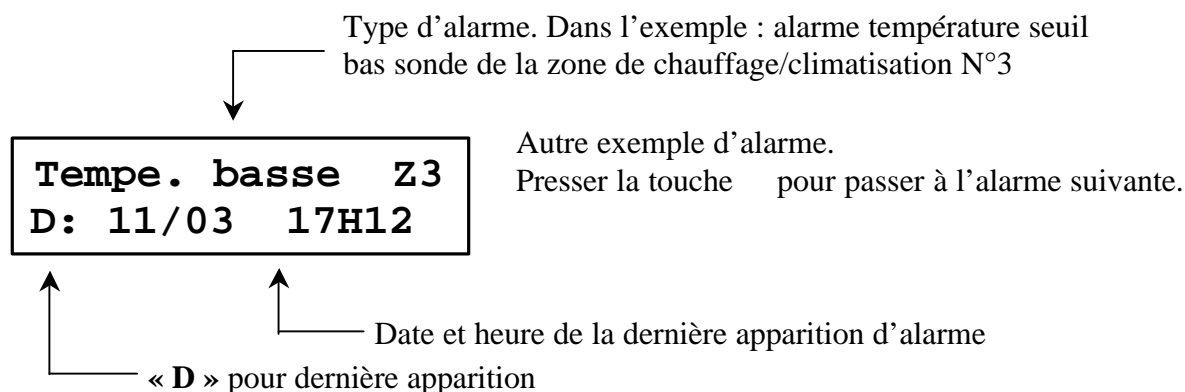 Type d’alarme. Dans l’exemple : alarme température seuil
bas sonde de la zone de chauffage/climatisation N°3
Autre exemple d’alarme.
Tempe. basse Z3
Presser la touche pour passer à l’alarme suivante.
D: 11/03 17H12
Date et heure de la dernière apparition d’alarme
« D » pour dernière apparition